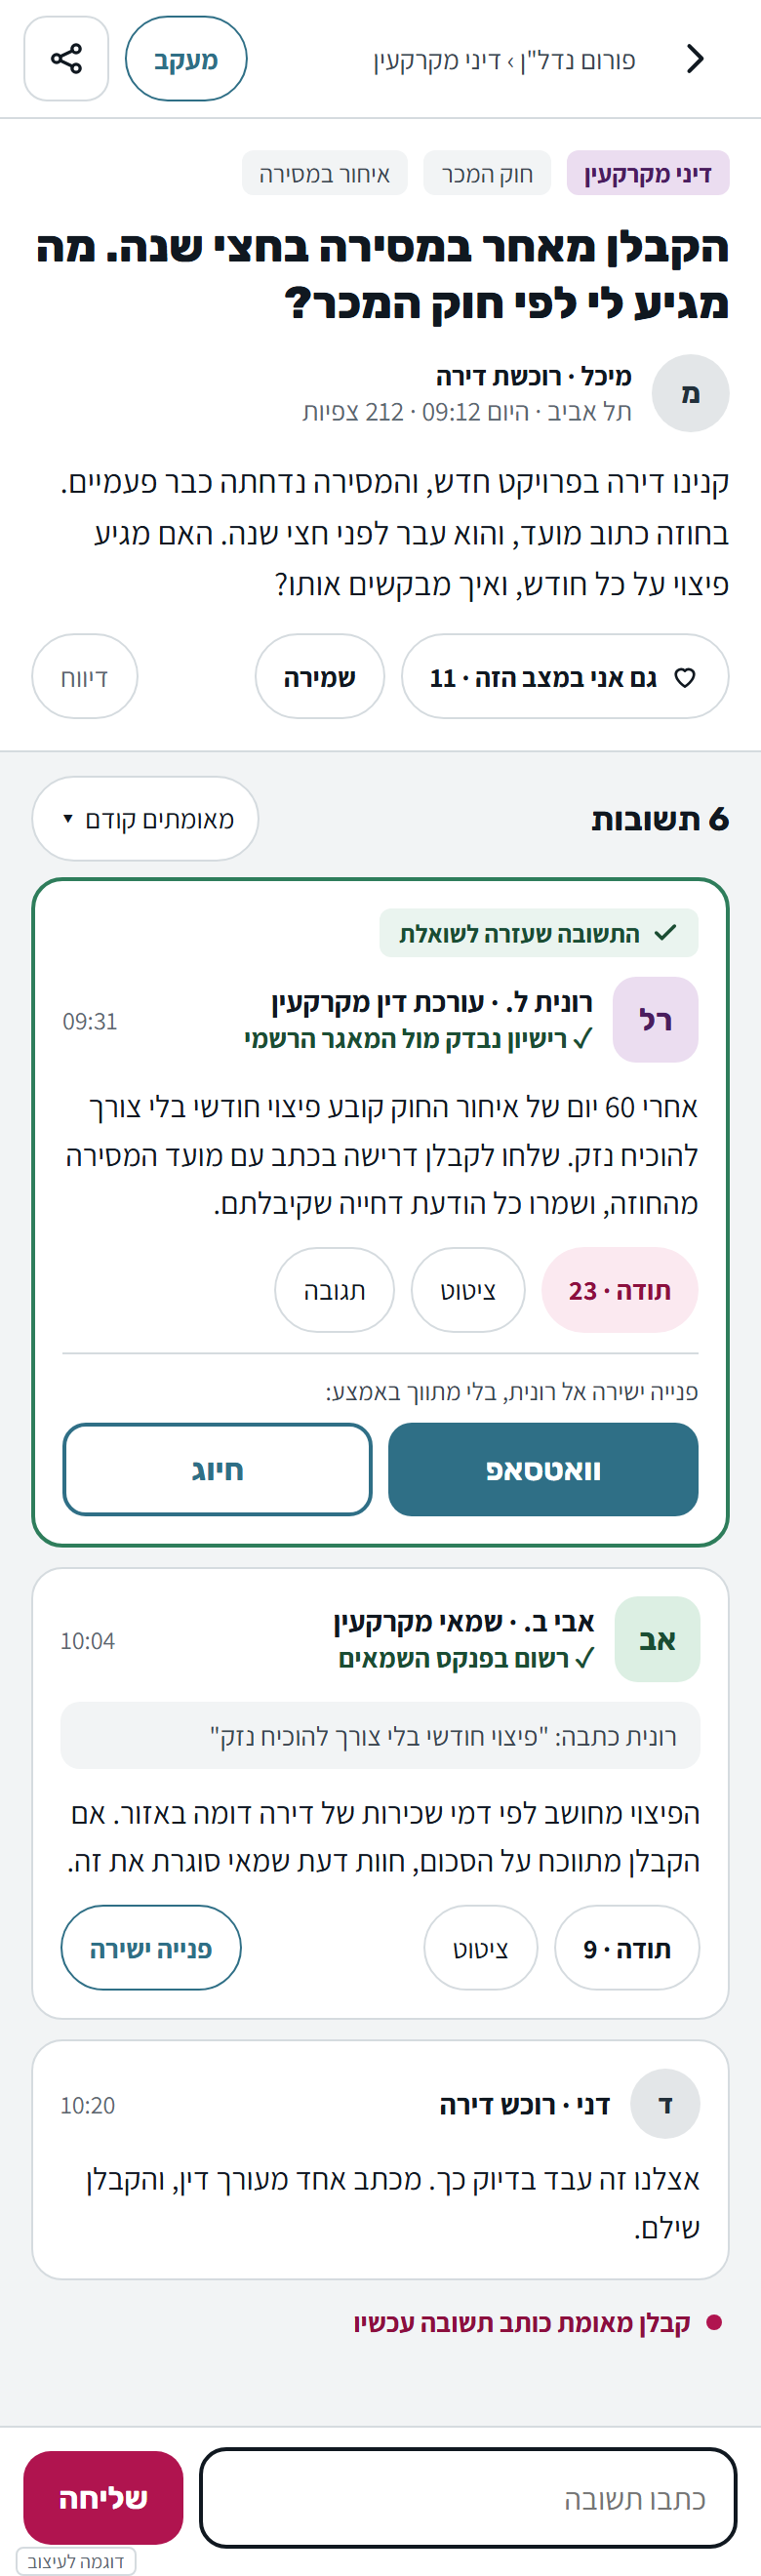 פורום נדל"ן › דיני מקרקעין
מעקב
דיני מקרקעין
חוק המכר
איחור במסירה
הקבלן מאחר במסירה בחצי שנה. מה
מגיע לי לפי חוק המכר?
מ
מיכל · רוכשת דירה
תל אביב · היום 09:12 · 212 צפיות
קנינו דירה בפרויקט חדש, והמסירה נדחתה כבר פעמיים.
בחוזה כתוב מועד, והוא עבר לפני חצי שנה. האם מגיע
פיצוי על כל חודש, ואיך מבקשים אותו?
גם אני במצב הזה · 11
שמירה
דיווח
6 תשובות
מאומתים קודם ▾
התשובה שעזרה לשואלת
רל
רונית ל. · עורכת דין מקרקעין
09:31
✓ רישיון נבדק מול המאגר הרשמי
אחרי 60 יום של איחור החוק קובע פיצוי חודשי בלי צורך
להוכיח נזק. שלחו לקבלן דרישה בכתב עם מועד המסירה
מהחוזה, ושמרו כל הודעת דחייה שקיבלתם.
תודה · 23
ציטוט
תגובה
פנייה ישירה אל רונית, בלי מתווך באמצע:
וואטסאפ
חיוג
אב
אבי ב. · שמאי מקרקעין
10:04
✓ רשום בפנקס השמאים
רונית כתבה: "פיצוי חודשי בלי צורך להוכיח נזק"
הפיצוי מחושב לפי דמי שכירות של דירה דומה באזור. אם
הקבלן מתווכח על הסכום, חוות דעת שמאי סוגרת את זה.
תודה · 9
ציטוט
פנייה ישירה
ד
דני · רוכש דירה
10:20
אצלנו זה עבד בדיוק כך. מכתב אחד מעורך דין, והקבלן
שילם.
קבלן מאומת כותב תשובה עכשיו
כתבו תשובה
שליחה
דוגמה לעיצוב